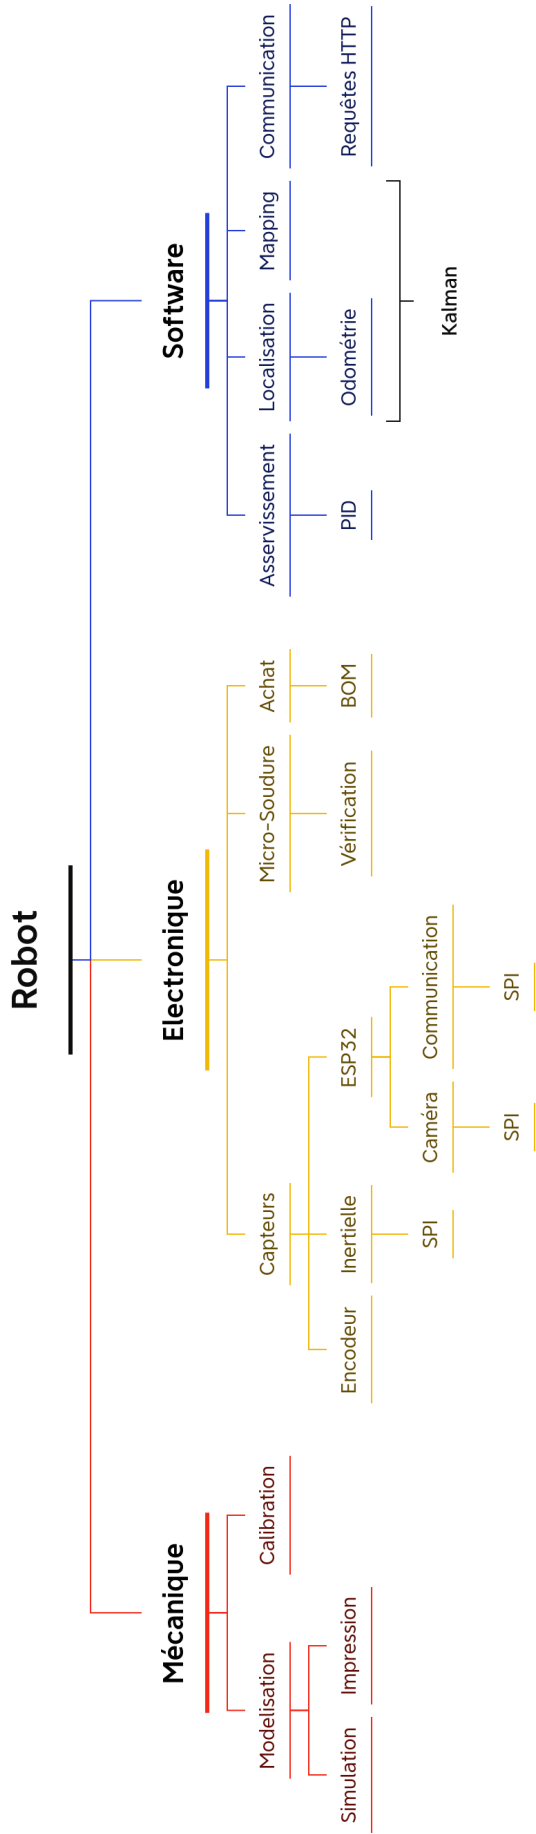 Robot
Mécanique
Electronique
Software
Modelisation
Calibration
Capteurs
Micro-Soudure
Achat
Asservissement
Localisation
Mapping
Communication
Simulation
Impression
Encodeur
Inertielle
ESP32
Vérification
BOM
PID
Odométrie
Requêtes HTTP
SPI
Caméra
Communication
Kalman
SPI
SPI